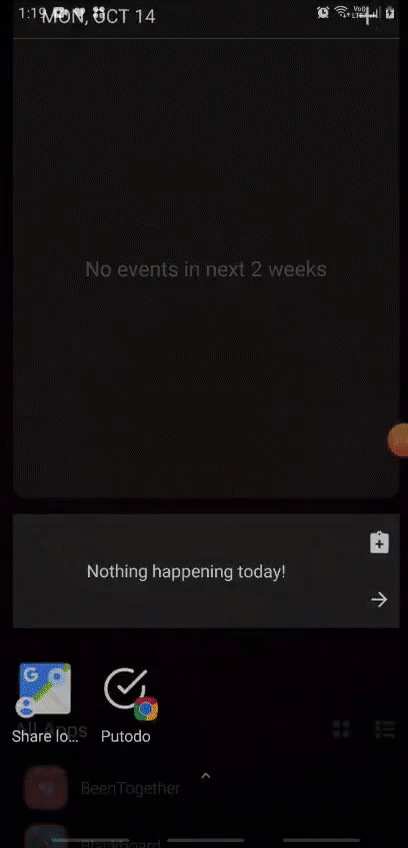 1:19
MON, OCT 14
No events in next 2 weeks
Nothing happening today!
Share lo...
Putodo
All Apps
BeenTogether
Blackboard